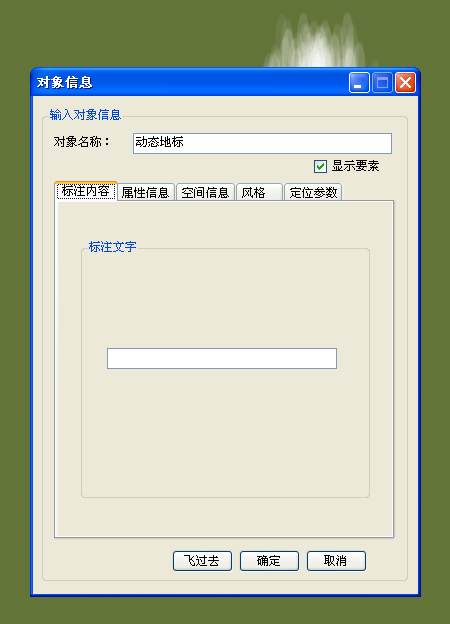 对象信息
输入对象信息
对象名称：
动态地标
显示要素
标注内容 属性信息 空间信息 风格 定位参数
标注文字
飞过去 确定 取消